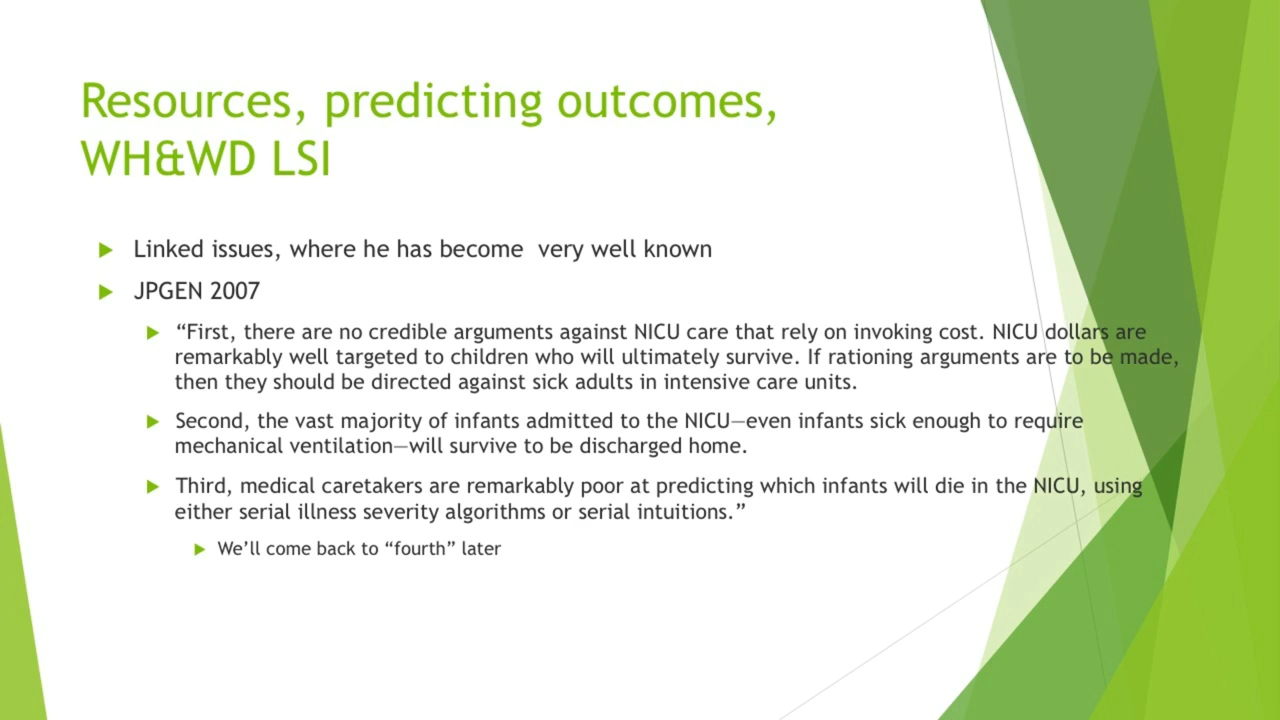 Resources, predicting outcomes,
WH&WD LSI
Linked issues, where he has become  very well known
JPGEN 2007
“First, there are no credible arguments against NICU care that rely on invoking cost. NICU dollars are
remarkably well targeted to children who will ultimately survive. If rationing arguments are to be made,
then they should be directed against sick adults in intensive care units.
Second, the vast majority of infants admitted to the NICU—even infants sick enough to require
mechanical ventilation—will survive to be discharged home.
Third, medical caretakers are remarkably poor at predicting which infants will die in the NICU, using
either serial illness severity algorithms or serial intuitions.”
We’ll come back to “fourth” later